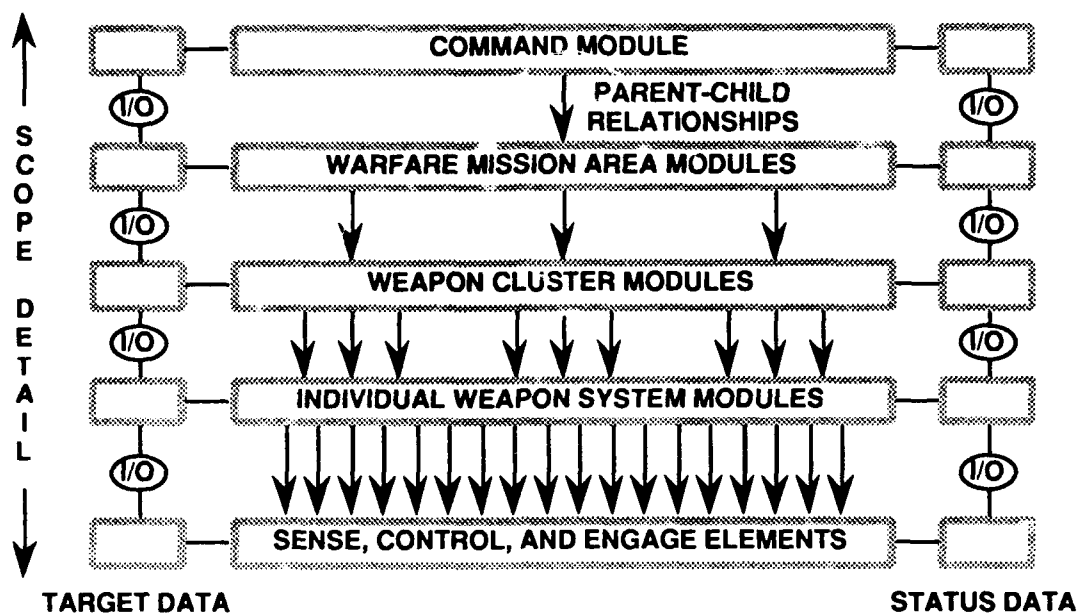 COMMAND MODULE
I/O
PARENT-CHILD
RELATIONSHIPS
I/O
WARFARE MISSION AREA MODULES
I/O
I/O
WEAPON CLUSTER MODULES
I/O
I/O
INDIVIDUAL WEAPON SYSTEM MODULES
I/O
I/O
SENSE, CONTROL, AND ENGAGE ELEMENTS
SCOPE DETAIL
TARGET DATA
STATUS DATA